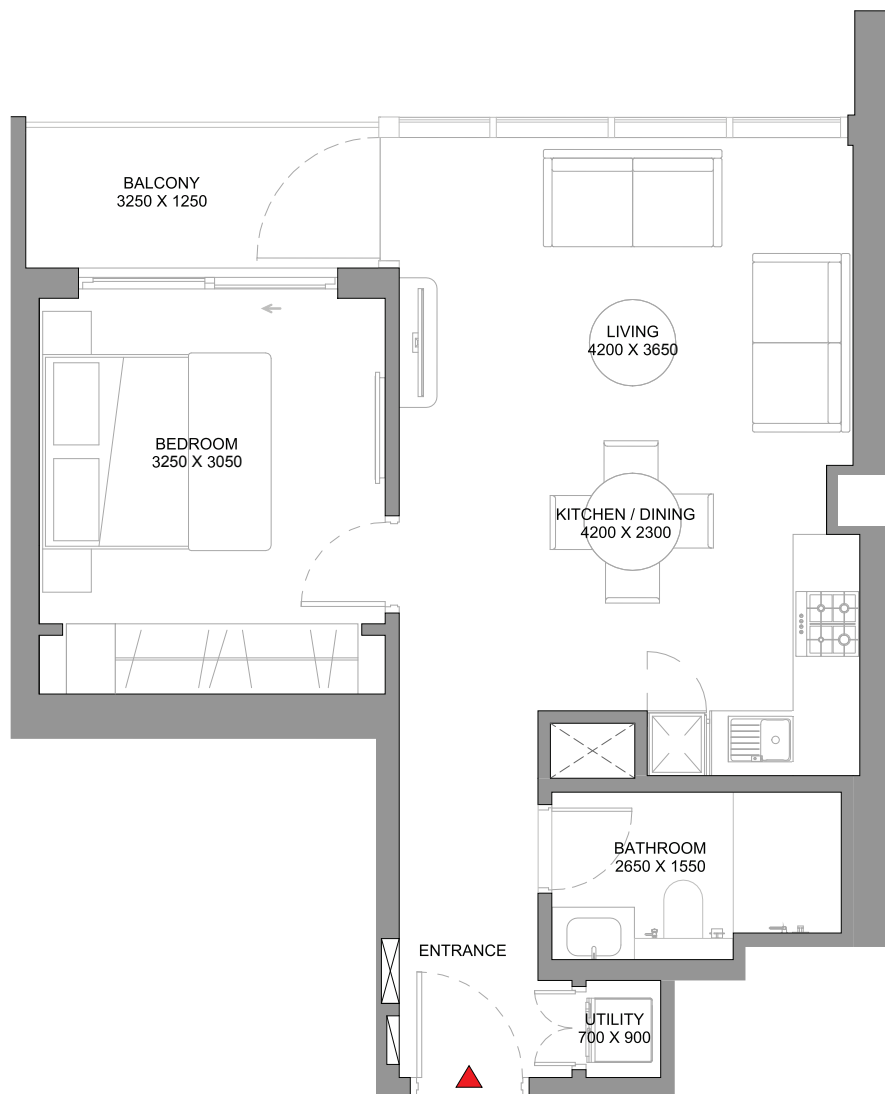 BALCONY
3250 X 1250
LIVING
4200 X 3650
BEDROOM
3250 X 3050
KITCHEN / DINING
4200 X 2300
BATHROOM
2650 X 1550
ENTRANCE
UTILITY
700 X 900